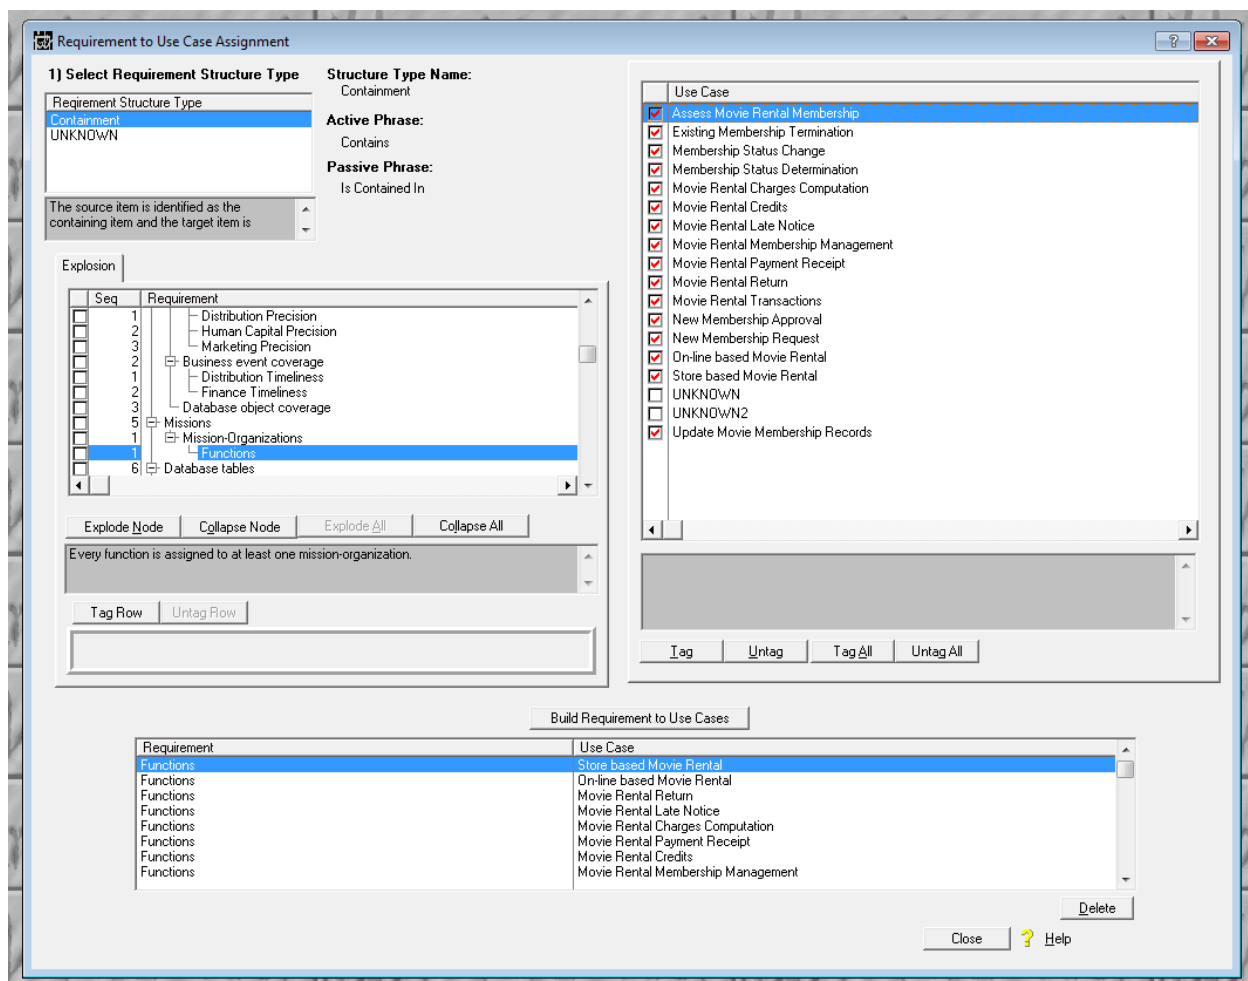 Requirement to Use Case Assignment
1) Select Requirement Structure Type
Reqirement Structure Type
Containment
UNKNOWN
The source item is identified as the
containing item and the target item is
Structure Type Name:
Containment
Active Phrase:
Contains
Passive Phrase:
Is Contained In
Explosion
Seq Requirement
1 Distribution Precision
2 Human Capital Precision
3 Marketing Precision
2 Business event coverage
1 Distribution Timeliness
2 Finance Timeliness
3 Database object coverage
5 Missions
1 Mission-Organizations
1 Functions
6 Database tables
Explode Node Collapse Node Explode All Collapse All
Every function is assigned to at least one mission-organization.
Tag Row Untag Row
Use Case
Assess Movie Rental Membership
Existing Membership Termination
Membership Status Change
Membership Status Determination
Movie Rental Charges Computation
Movie Rental Credits
Movie Rental Late Notice
Movie Rental Membership Management
Movie Rental Payment Receipt
Movie Rental Return
Movie Rental Transactions
New Membership Approval
New Membership Request
On-line based Movie Rental
Store based Movie Rental
UNKNOWN
UNKNOWN2
Update Movie Membership Records
Tag Untag Tag All Untag All
Build Requirement to Use Cases
Requirement Use Case
Functions Store based Movie Rental
Functions On-line based Movie Rental
Functions Movie Rental Return
Functions Movie Rental Late Notice
Functions Movie Rental Charges Computation
Functions Movie Rental Payment Receipt
Functions Movie Rental Credits
Functions Movie Rental Membership Management
Delete
Close ? Help